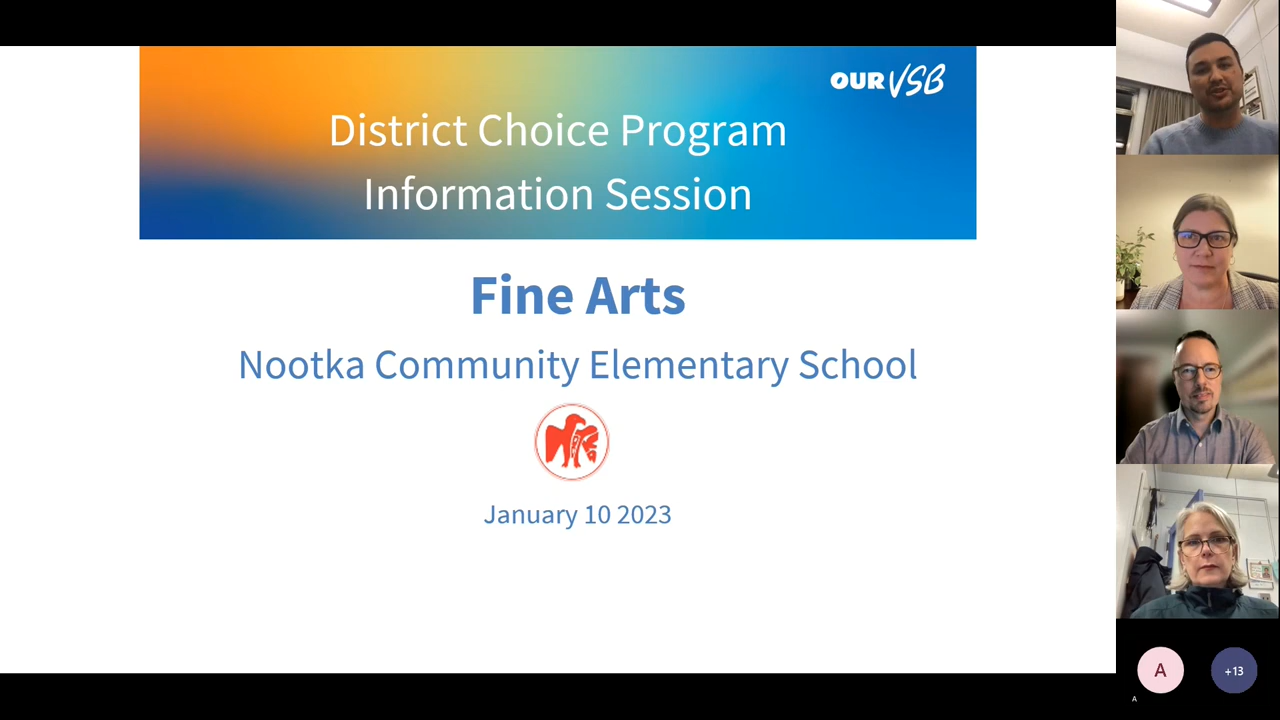 OUR VSB
District Choice Program
Information Session
Fine Arts
Nootka Community Elementary School
January 10 2023
A
+13
A